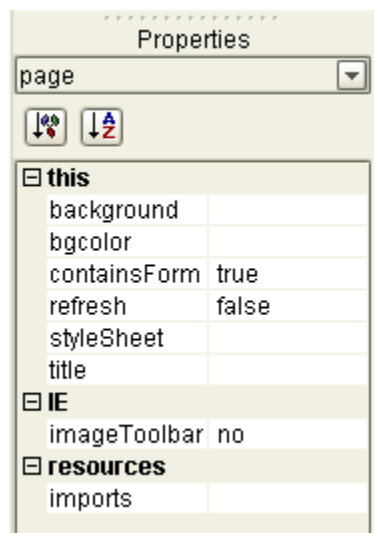 Properties
page
A
Z
this
background
bgcolor
containsForm true
refresh false
styleSheet
title
IE
imageToolbar no
resources
imports